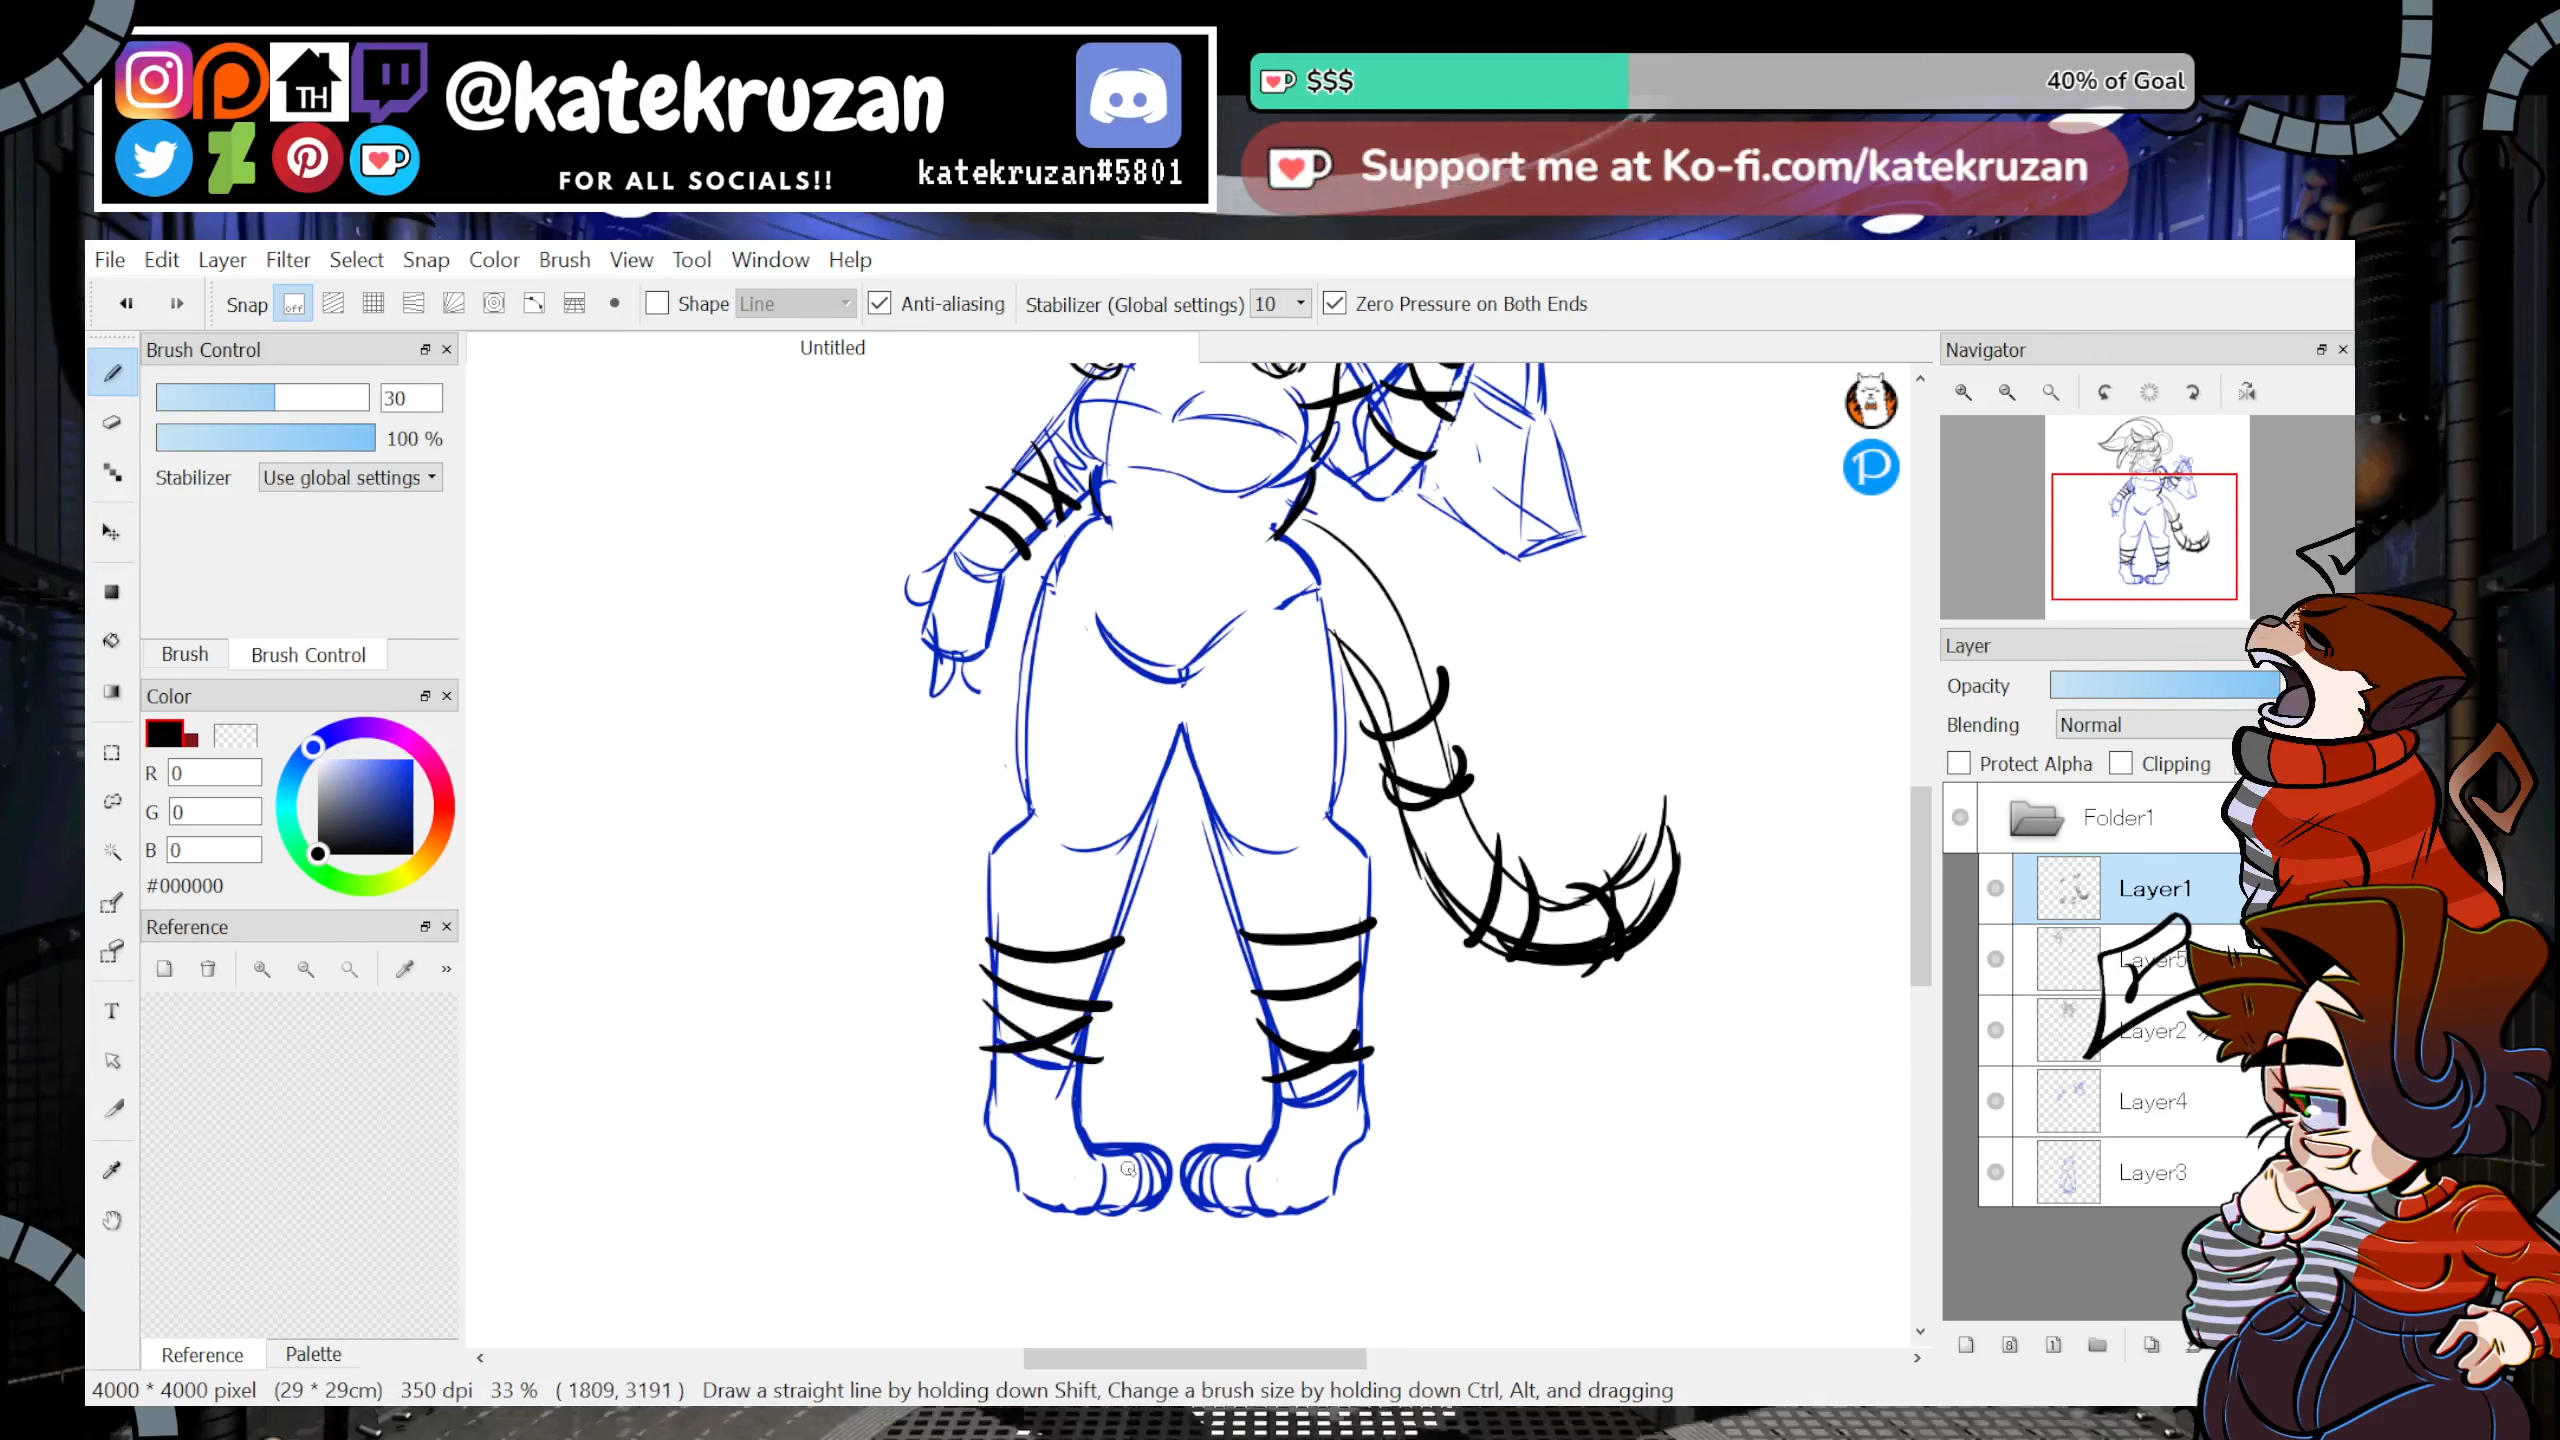 TH
@katekruzan
FOR ALL SOCIALS!!
katekruzan#5801
$$$
40% of Goal
Support me at Ko-fi.com/katekruzan
File Edit Layer Filter Select Snap Color Brush View Tool Window Help
Snap off Shape Line Anti-aliasing Stabilizer (Global settings) 10 Zero Pressure on Both Ends
Brush Control
Untitled
Navigator
30
100 %
Stabilizer Use global settings
Brush Brush Control
Color
R 0
G 0
B 0
#000000
Reference
Reference Palette
P
Layer
Opacity
Blending Normal
Protect Alpha Clipping
Folder1
Layer1
Layer5
Layer2
Layer4
Layer3
4000 * 4000 pixel (29 * 29cm) 350 dpi 33 % ( 1809, 3191 ) Draw a straight line by holding down Shift, Change a brush size by holding down Ctrl, Alt, and dragging